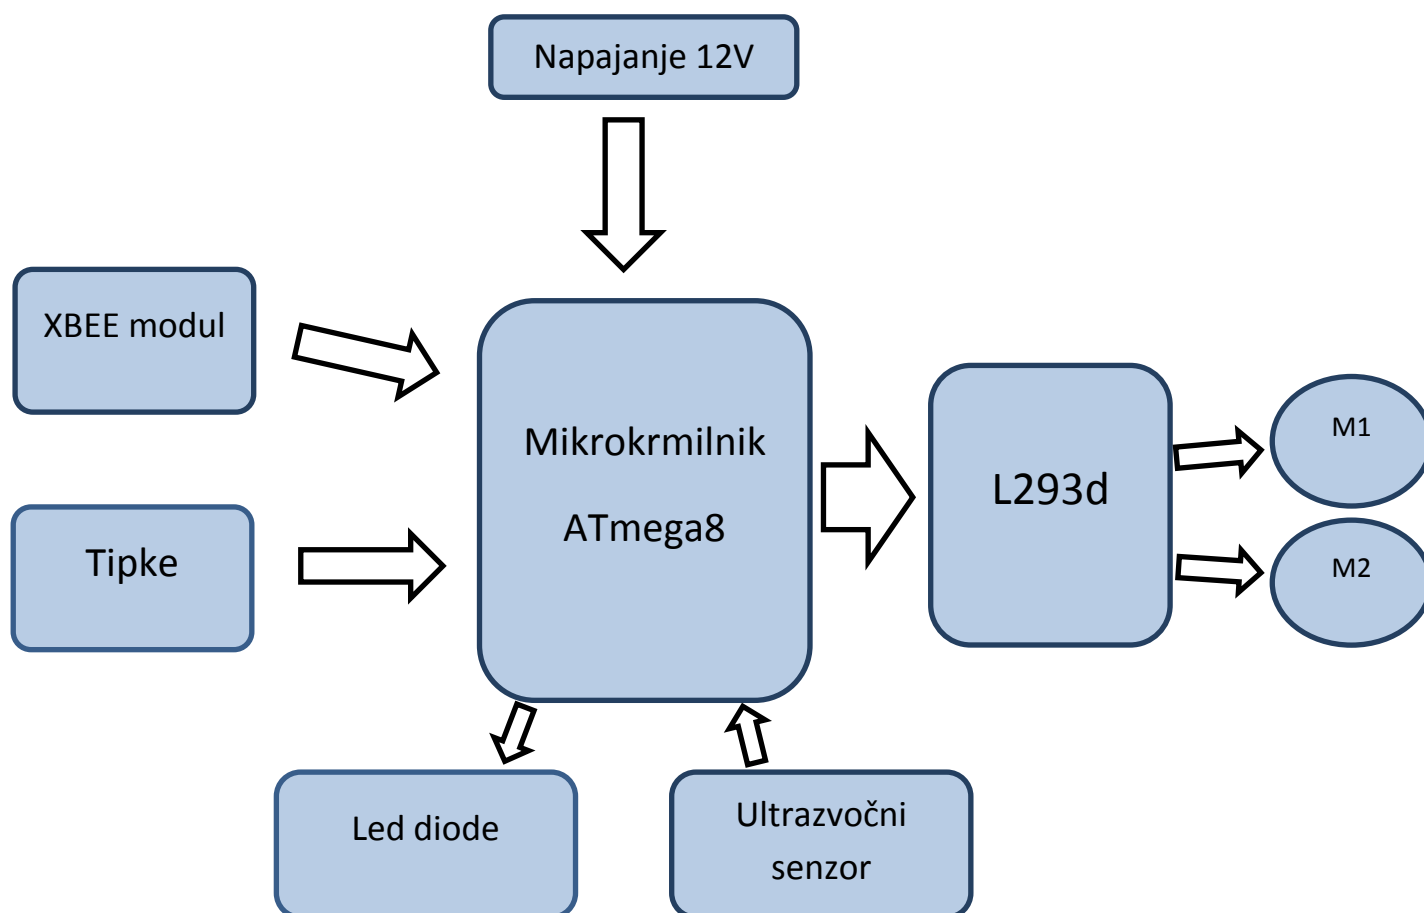 Napajanje 12V
XBEE modul
Tipke
Mikrokrmilnik
ATmega8
L293d
M1
M2
Led diode
Ultrazvočni
senzor